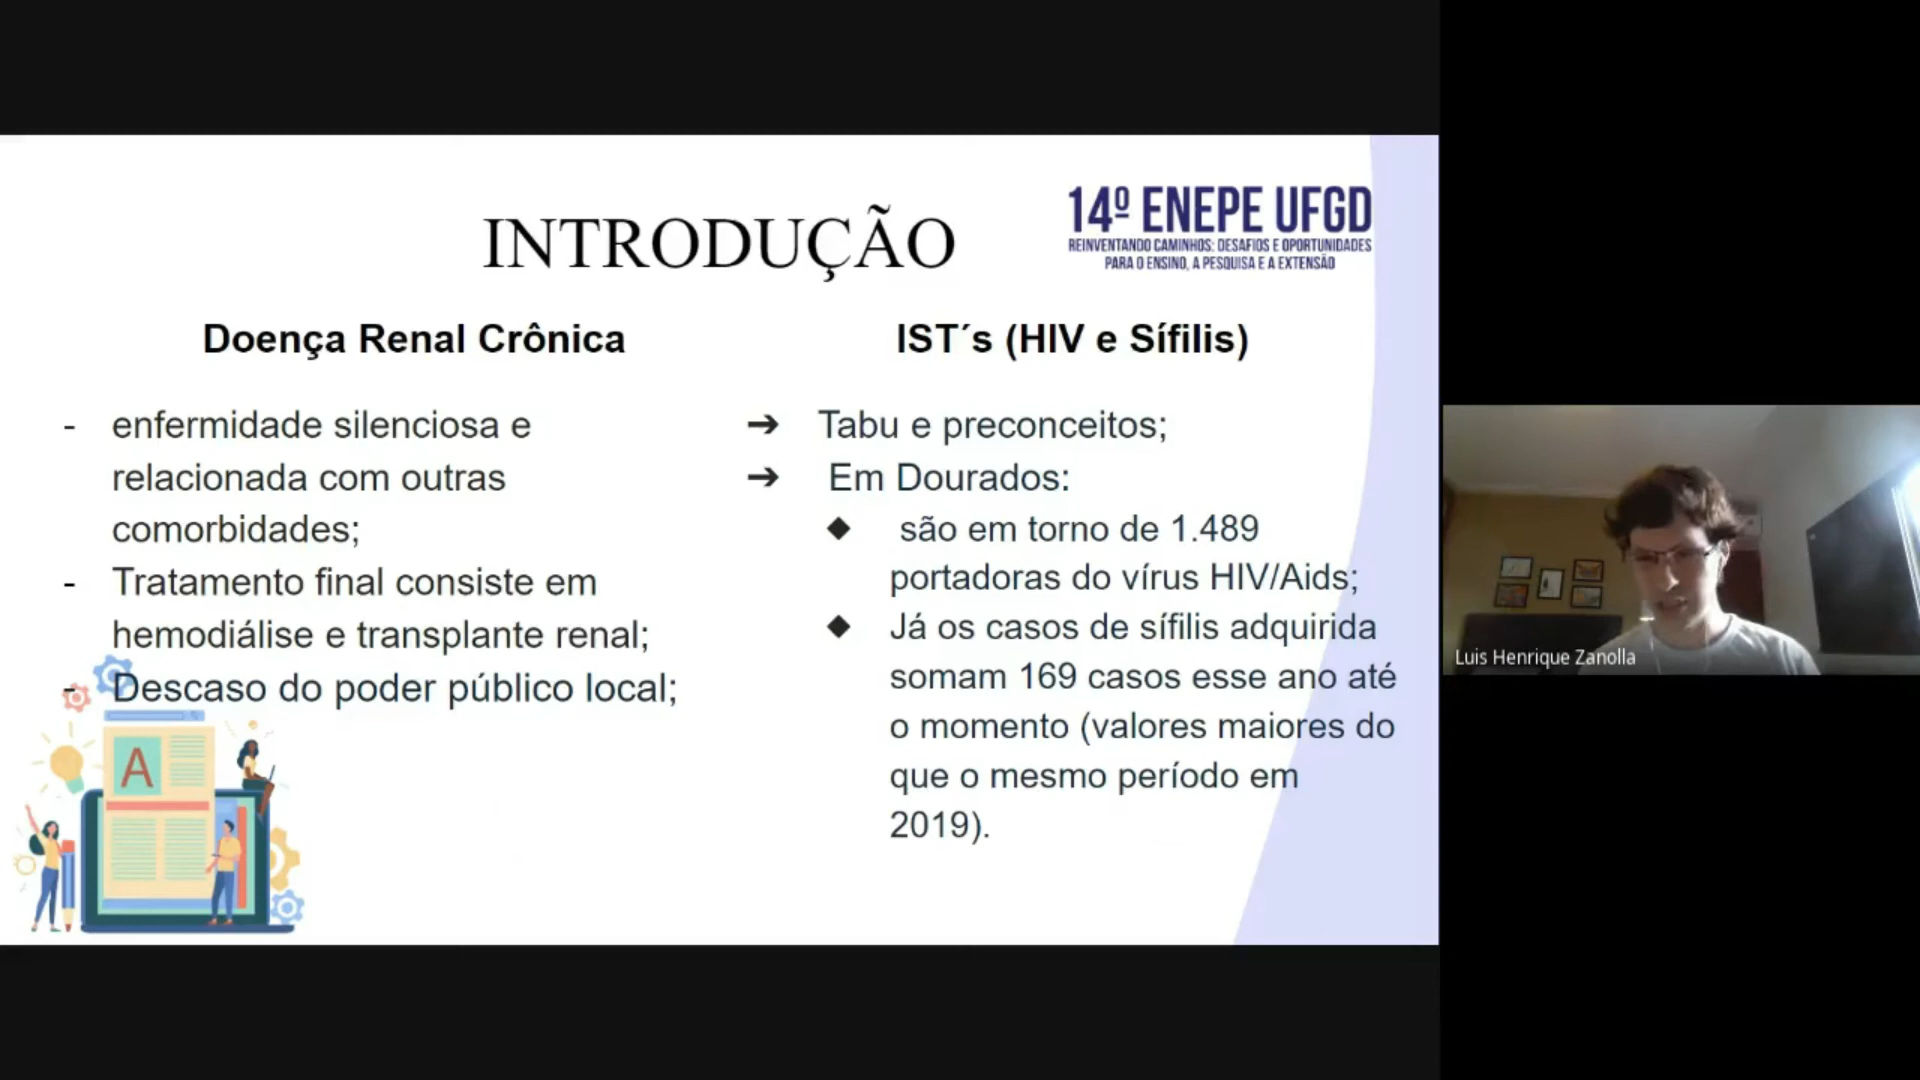 INTRODUÇÃO
14º ENEPE UFGD
REINVENTANDO CAMINHOS: DESAFIOS E OPORTUNIDADES
PARA O ENSINO, A PESQUISA E A EXTENSÃO
Doença Renal Crônica
- enfermidade silenciosa e
relacionada com outras
comorbidades;
- Tratamento final consiste em
hemodiálise e transplante renal;
- Descaso do poder público local;
A
IST´s (HIV e Sífilis)
➔ Tabu e preconceitos;
➔ Em Dourados:
◆ são em torno de 1.489
portadoras do vírus HIV/Aids;
◆ Já os casos de sífilis adquirida
somam 169 casos esse ano até
o momento (valores maiores do
que o mesmo período em
2019).
Luis Henrique Zanolla